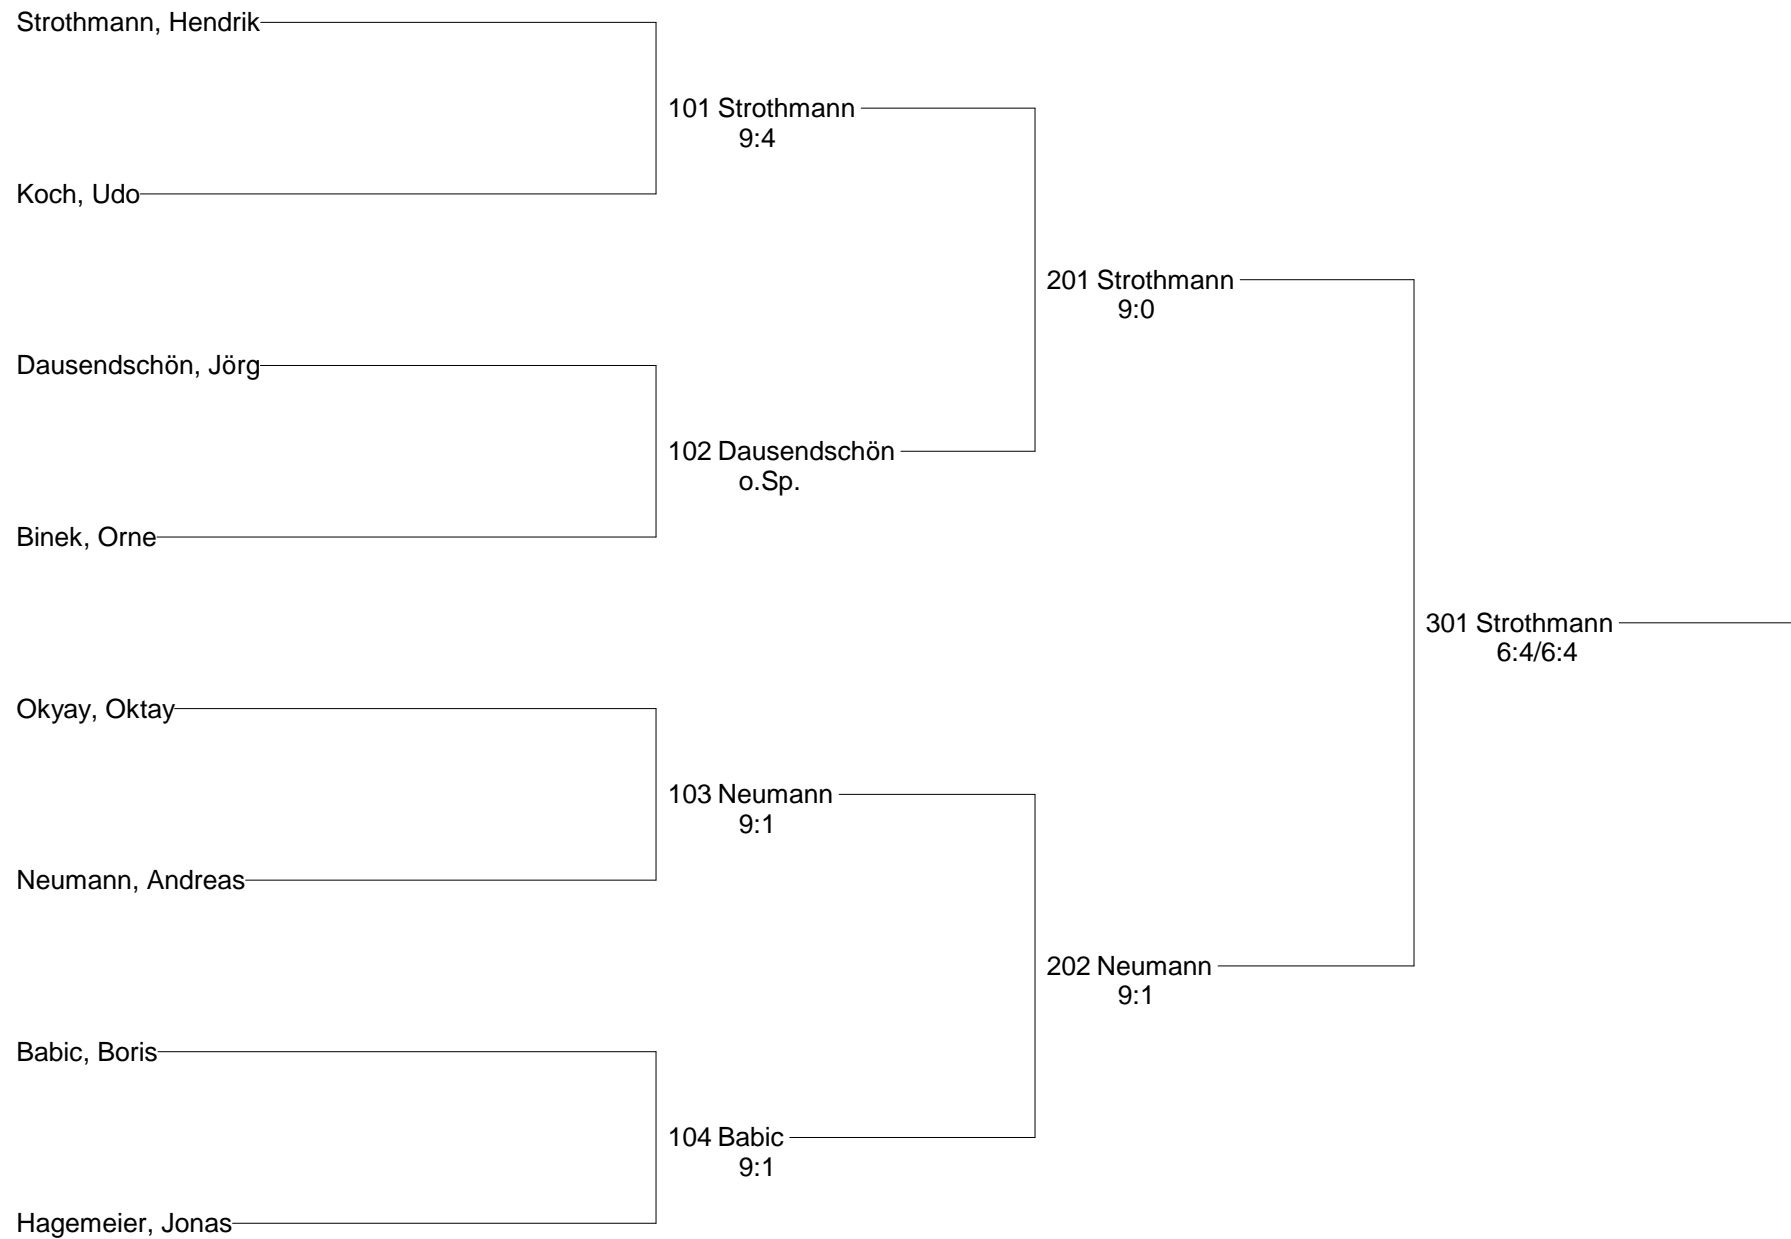 Strothmann, Hendrik
101 Strothmann
9:4
Koch, Udo
201 Strothmann
9:0
Dausendschön, Jörg
102 Dausendschön
o.Sp.
Binek, Orne
301 Strothmann
6:4/6:4
Okyay, Oktay
103 Neumann
9:1
Neumann, Andreas
202 Neumann
9:1
Babic, Boris
104 Babic
9:1
Hagemeier, Jonas